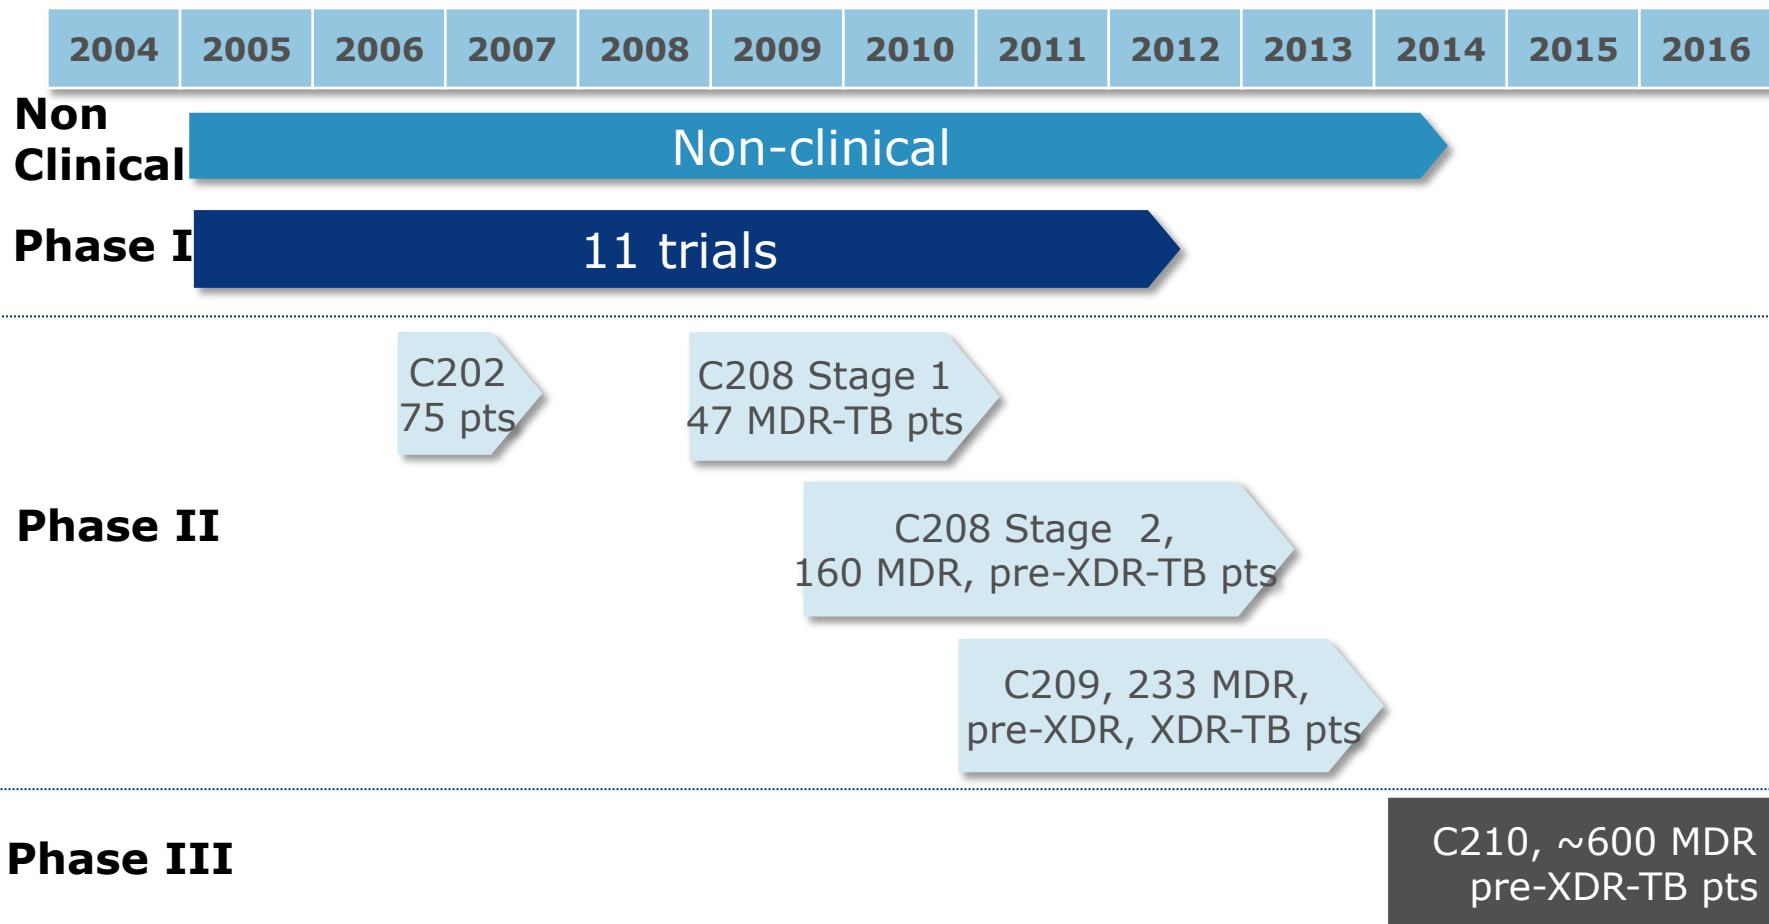 2004 2005 2006 2007 2008 2009 2010 2011 2012 2013 2014 2015 2016
Non
Clinical
Non-clinical
Phase I
11 trials
C202
75 pts
C208 Stage 1
47 MDR-TB pts
Phase II
C208 Stage 2,
160 MDR, pre-XDR-TB pts
C209, 233 MDR,
pre-XDR, XDR-TB pts
Phase III
C210, ~600 MDR
pre-XDR-TB pts